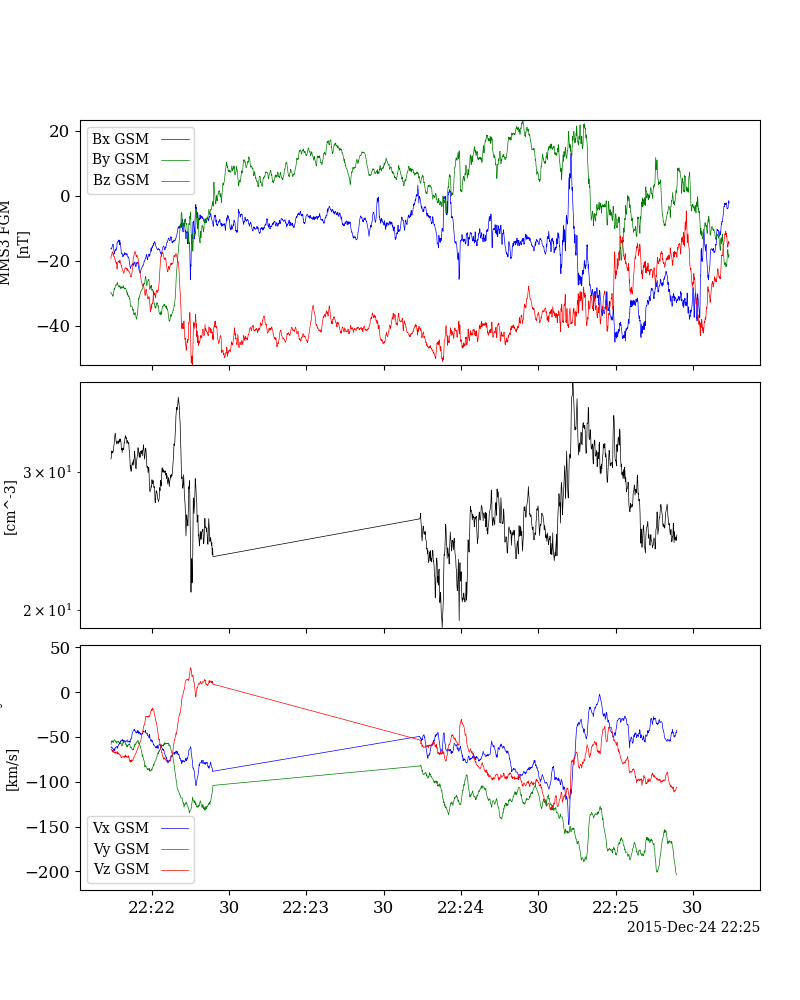 20
0
−20
−40
MMS3 FGM
[nT]
Bx GSM
By GSM
Bz GSM
3 × 10¹
2 × 10¹
[cm^-3]
50
0
−50
−100
−150
−200
[km/s]
Vx GSM
Vy GSM
Vz GSM
22:22 30 22:23 30 22:24 30 22:25 30
2015-Dec-24 22:25